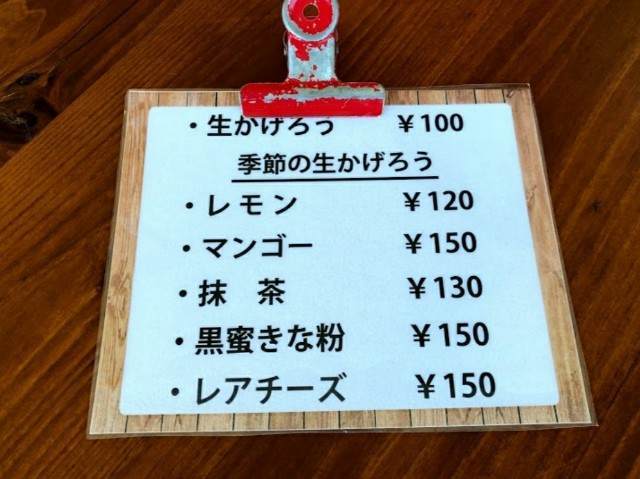 ・生かげろう ￥100
季節の生かげろう
・レモン ￥120
・マンゴー ￥150
・抹　茶 ￥130
・黒蜜きな粉 ￥150
・レアチーズ ￥150